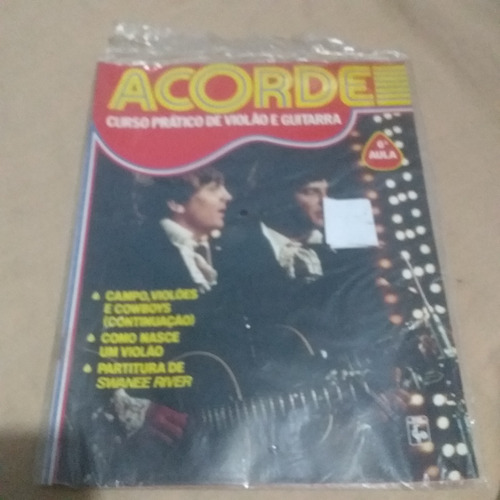 ACORDE
CURSO PRÁTICO DE VIOLÃO E GUITARRA
6ª
AULA
CAMPO, VIOLÕES
E COWBOYS
(CONTINUAÇÃO)
COMO NASCE
UM VIOLÃO
PARTITURA DE
SWANEE RIVER